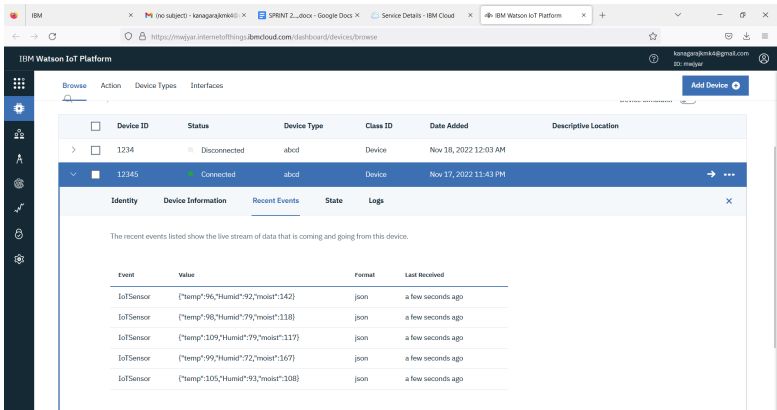 IBM
(no subject) - kanagarajkmk4@
SPRINT 2...docx - Google Docs
Service Details - IBM Cloud
IBM Watson IoT Platform
https://mwjyar.internetofthings.ibmcloud.com/dashboard/devices/browse
IBM Watson IoT Platform
kanagarajkmk4@gmail.com
ID: mwjyar
Browse Action Device Types Interfaces
Add Device
Device ID Status Device Type Class ID Date Added Descriptive Location
1234 Disconnected abcd Device Nov 18, 2022 12:03 AM
12345 Connected abcd Device Nov 17, 2022 11:43 PM
Identity Device Information Recent Events State Logs
The recent events listed show the live stream of data that is coming and going from this device.
Event Value Format Last Received
IoTSensor {"temp":96,"Humid":92,"moist":142} json a few seconds ago
IoTSensor {"temp":98,"Humid":79,"moist":118} json a few seconds ago
IoTSensor {"temp":109,"Humid":79,"moist":117} json a few seconds ago
IoTSensor {"temp":99,"Humid":72,"moist":167} json a few seconds ago
IoTSensor {"temp":105,"Humid":93,"moist":108} json a few seconds ago